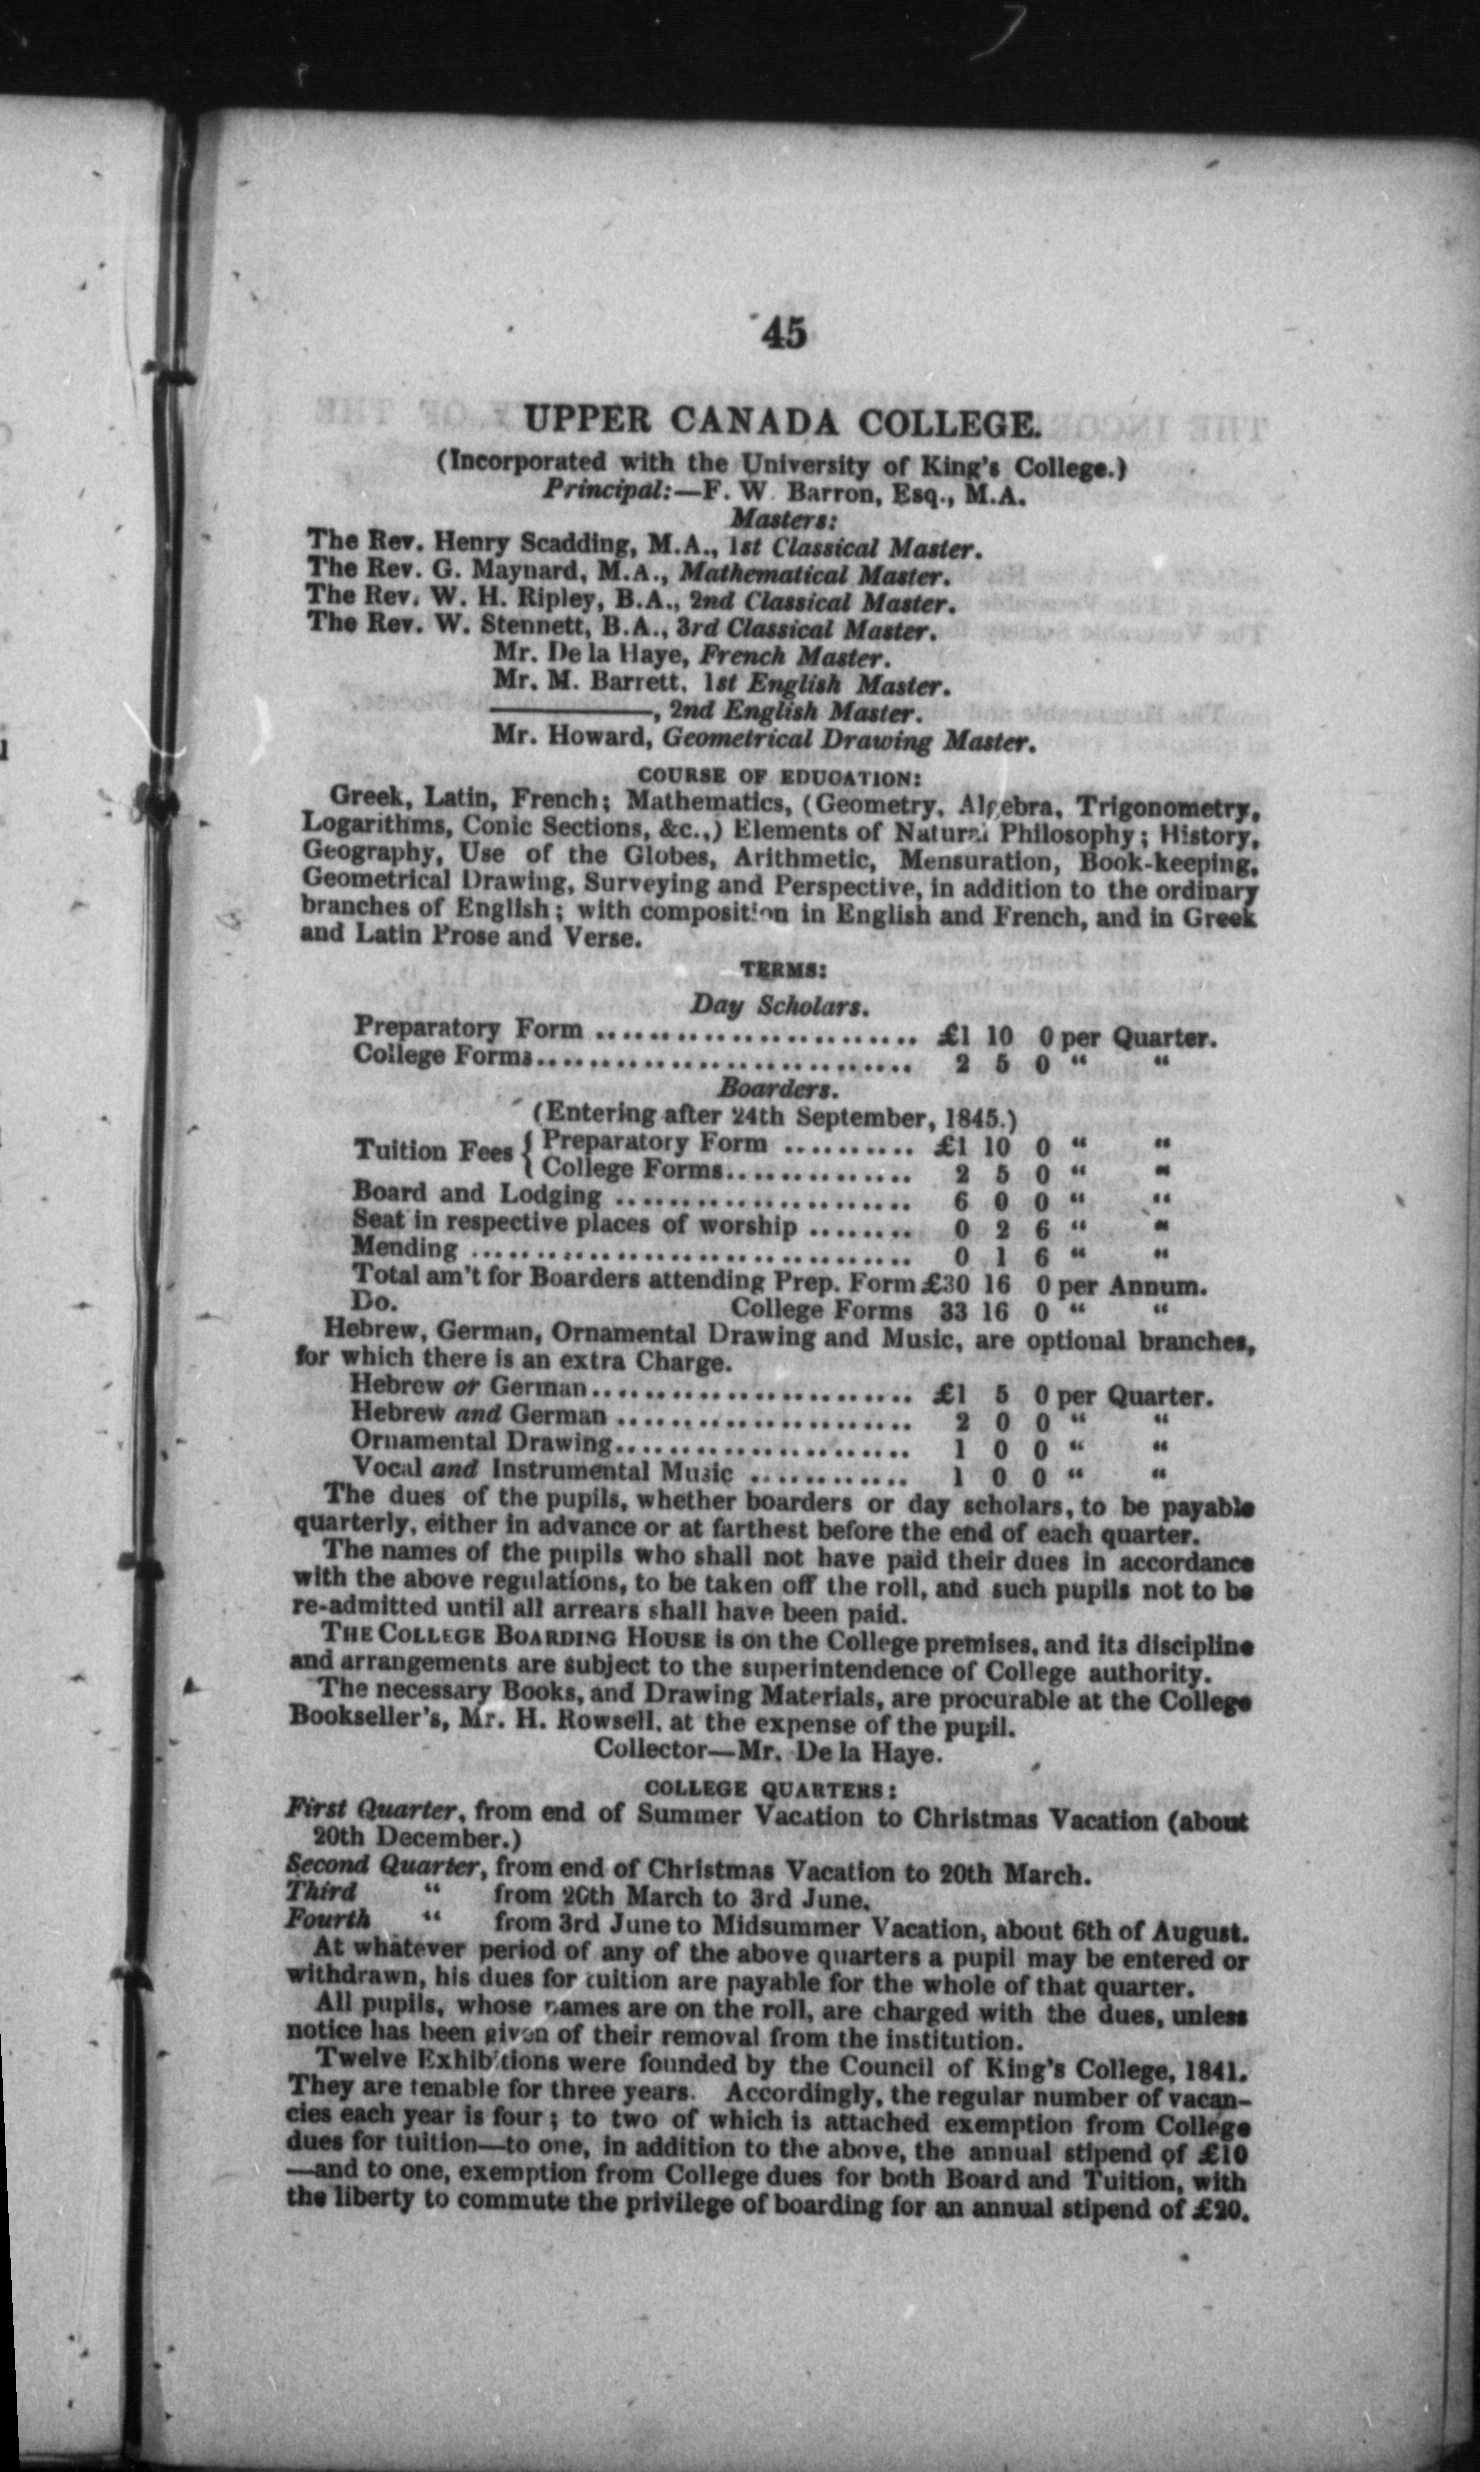 45
UPPER CANADA COLLEGE.
(Incorporated with the University of King's College.)
Principal:—F. W. Barron, Esq., M.A.
Masters:
The Rev. Henry Scadding, M.A., 1st Classical Master.
The Rev. G. Maynard, M.A., Mathematical Master.
The Rev. W. H. Ripley, B.A., 2nd Classical Master.
The Rev. W. Stennett, B.A., 3rd Classical Master.
Mr. De la Haye, French Master.
Mr. M. Barrett, 1st English Master.
————, 2nd English Master.
Mr. Howard, Geometrical Drawing Master.
COURSE OF EDUCATION:
Greek, Latin, French; Mathematics, (Geometry, Algebra, Trigonometry,
Logarithms, Conic Sections, &c.,) Elements of Natural Philosophy; History,
Geography, Use of the Globes, Arithmetic, Mensuration, Book-keeping,
Geometrical Drawing, Surveying and Perspective, in addition to the ordinary
branches of English; with composition in English and French, and in Greek
and Latin Prose and Verse.
TERMS:
Day Scholars.
Preparatory Form ........................ £1 10 0 per Quarter.
College Forms............................ 2 5 0 “ “
Boarders.
(Entering after 24th September, 1845.)
Tuition Fees { Preparatory Form .......... £1 10 0 “ “
{ College Forms.............. 2 5 0 “ “
Board and Lodging ...................... 6 0 0 “ “
Seat in respective places of worship ........ 0 2 6 “ “
Mending ................................. 0 1 6 “ “
Total am't for Boarders attending Prep. Form £30 16 0 per Annum.
Do. College Forms 33 16 0 “ “
Hebrew, German, Ornamental Drawing and Music, are optional branches,
for which there is an extra Charge.
Hebrew or German........................ £1 5 0 per Quarter.
Hebrew and German ...................... 2 0 0 “ “
Ornamental Drawing...................... 1 0 0 “ “
Vocal and Instrumental Music ............ 1 0 0 “ “
The dues of the pupils, whether boarders or day scholars, to be payable
quarterly, either in advance or at farthest before the end of each quarter.
The names of the pupils who shall not have paid their dues in accordance
with the above regulations, to be taken off the roll, and such pupils not to be
re-admitted until all arrears shall have been paid.
THE COLLEGE BOARDING HOUSE is on the College premises, and its discipline
and arrangements are subject to the superintendence of College authority.
The necessary Books, and Drawing Materials, are procurable at the College
Bookseller's, Mr. H. Rowsell, at the expense of the pupil.
Collector—Mr. De la Haye.
COLLEGE QUARTERS:
First Quarter, from end of Summer Vacation to Christmas Vacation (about
20th December.)
Second Quarter, from end of Christmas Vacation to 20th March.
Third “ from 20th March to 3rd June.
Fourth “ from 3rd June to Midsummer Vacation, about 6th of August.
At whatever period of any of the above quarters a pupil may be entered or
withdrawn, his dues for tuition are payable for the whole of that quarter.
All pupils, whose names are on the roll, are charged with the dues, unless
notice has been given of their removal from the institution.
Twelve Exhibitions were founded by the Council of King's College, 1841.
They are tenable for three years. Accordingly, the regular number of vacan-
cies each year is four; to two of which is attached exemption from College
dues for tuition—to one, in addition to the above, the annual stipend of £10
—and to one, exemption from College dues for both Board and Tuition, with
the liberty to commute the privilege of boarding for an annual stipend of £20.